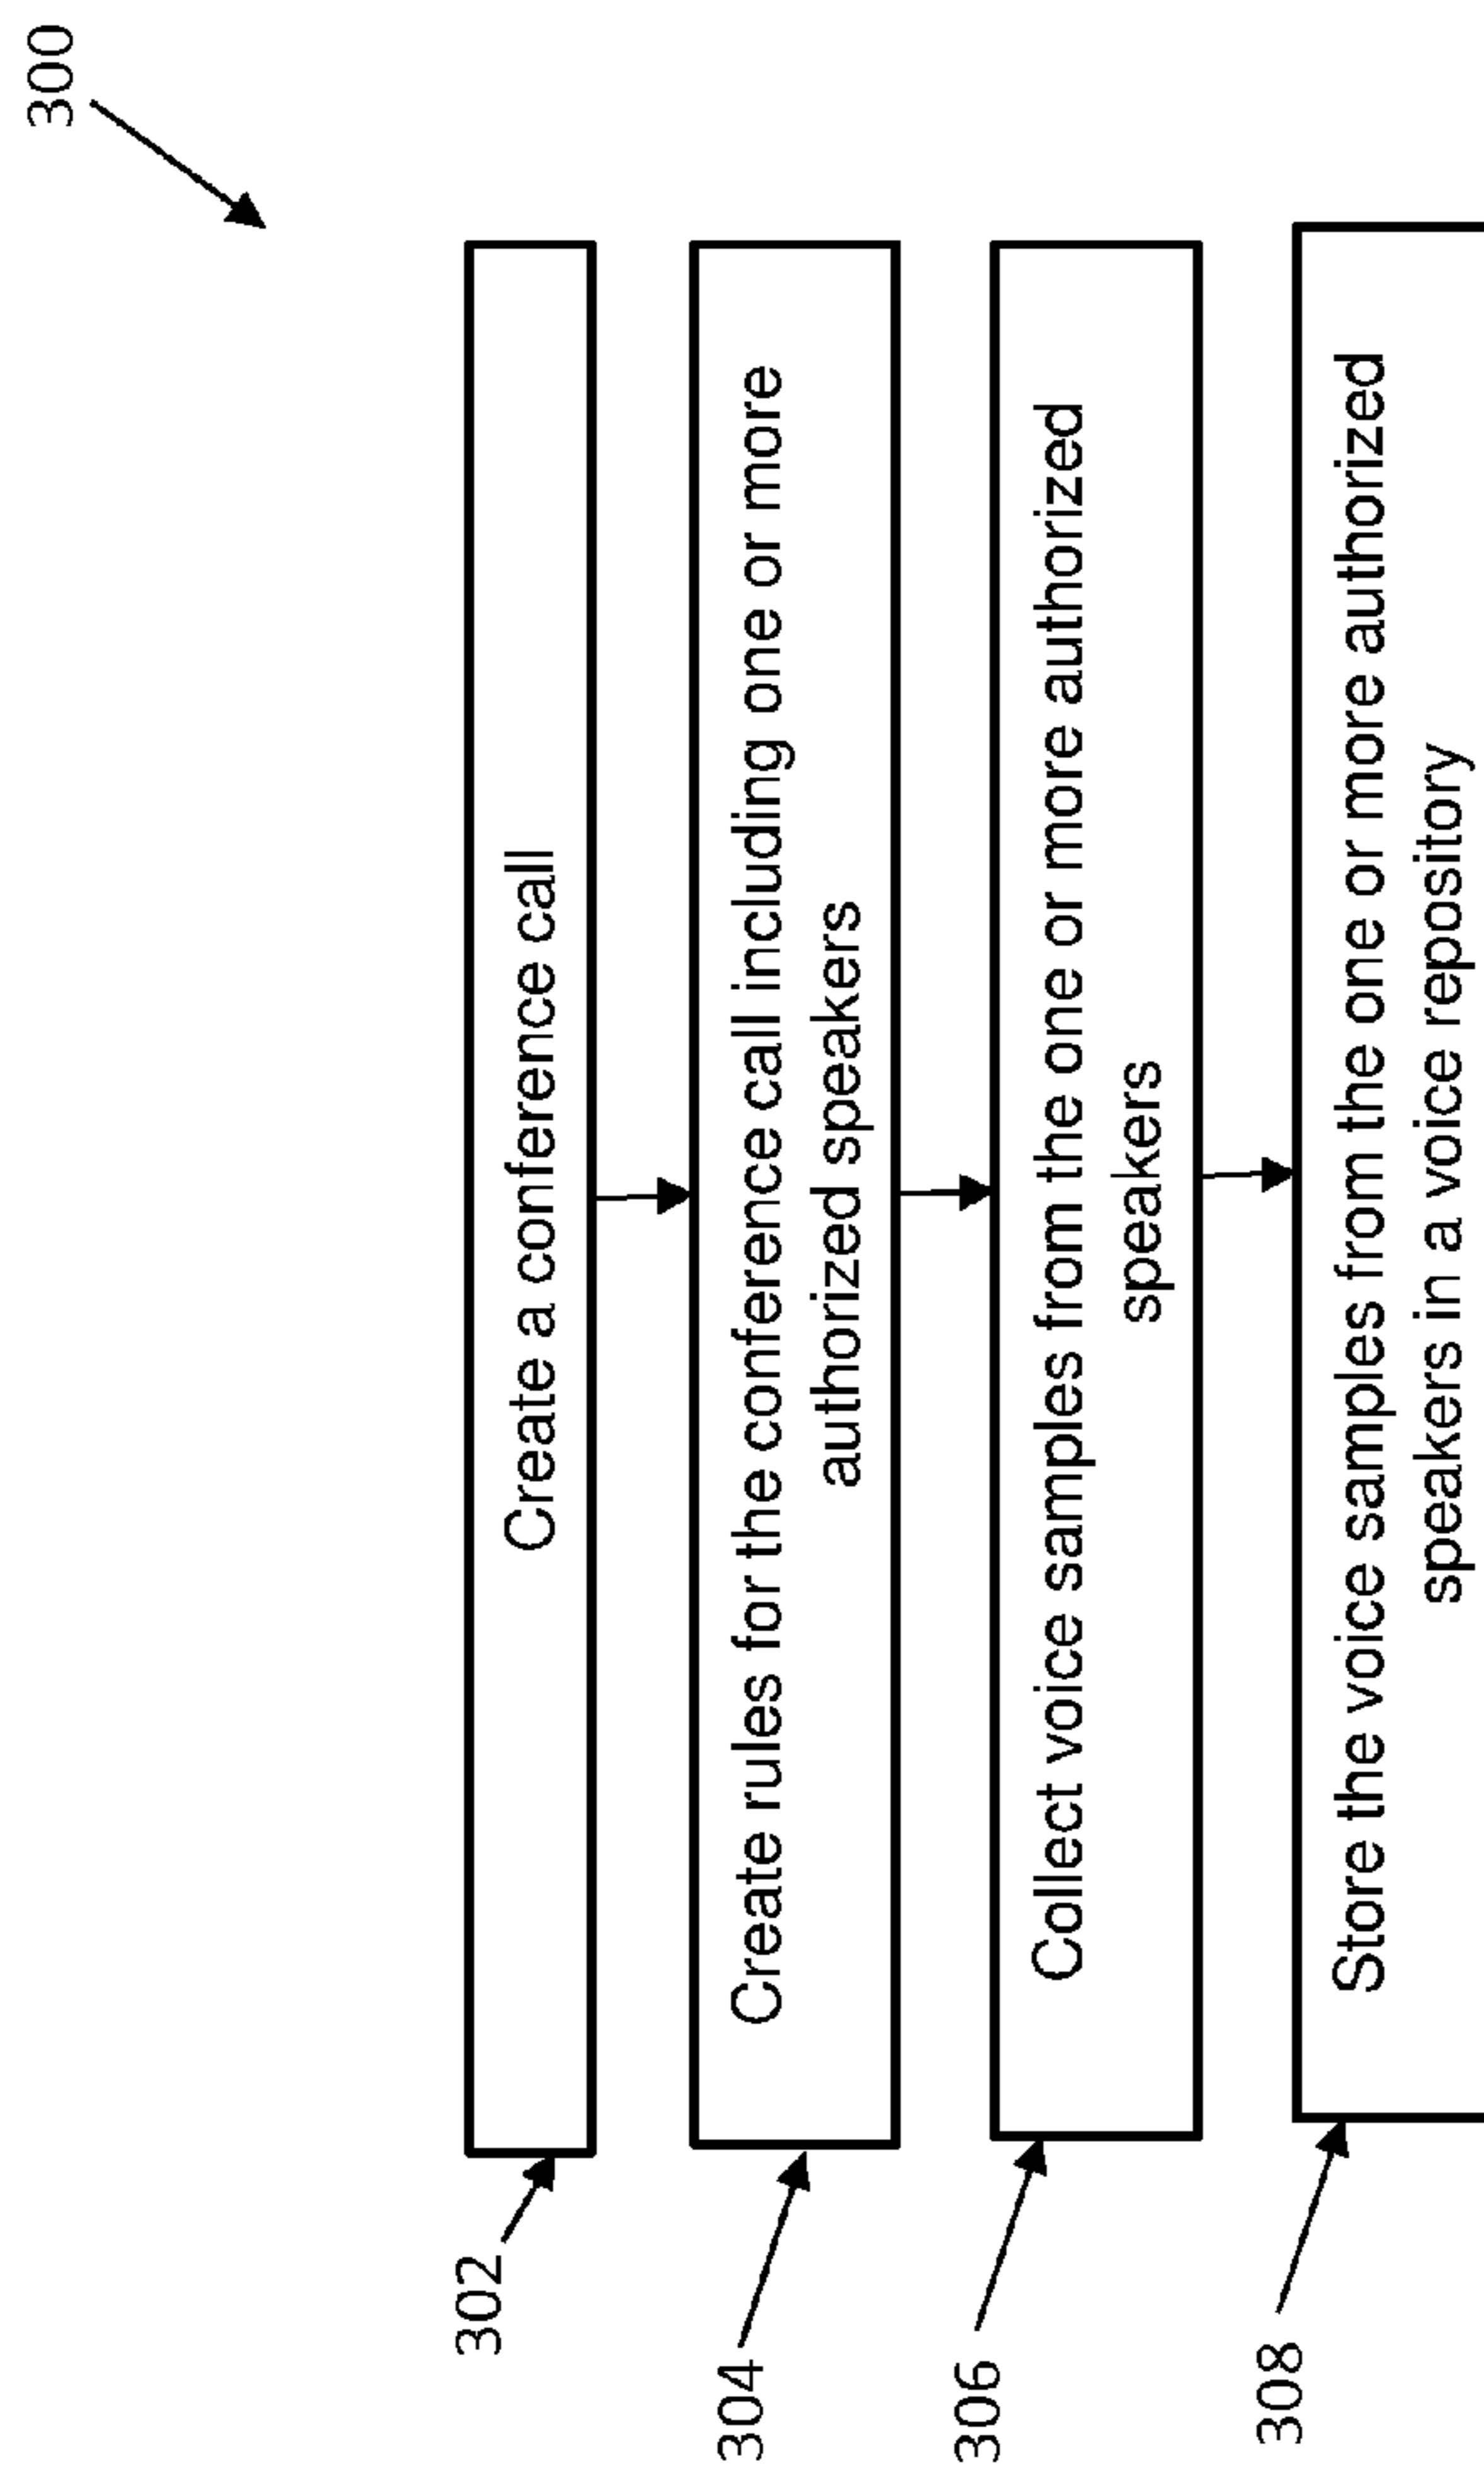 300
302
Create a conference call
304
Create rules for the conference call including one or more
authorized speakers
306
Collect voice samples from the one or more authorized
speakers
308
Store the voice samples from the one or more authorized
speakers in a voice repository